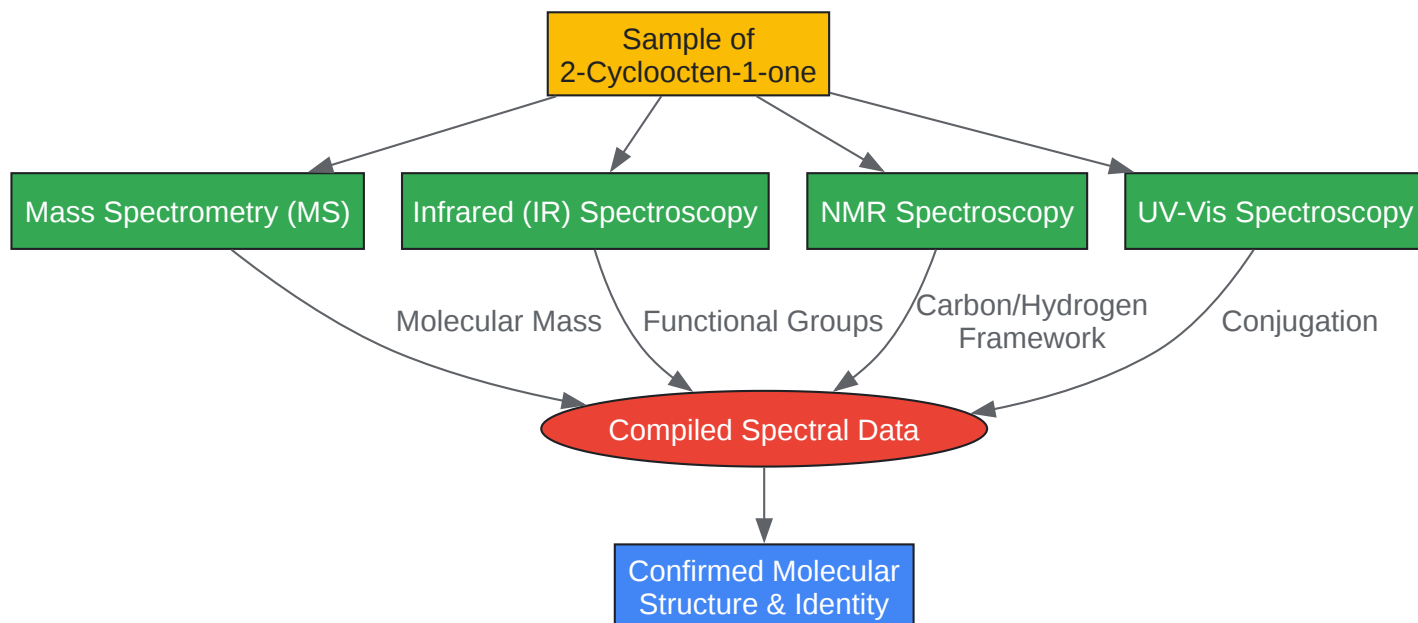 Sample of
2-Cycloocten-1-one
Mass Spectrometry (MS)
Infrared (IR) Spectroscopy
NMR Spectroscopy
UV-Vis Spectroscopy
Molecular Mass
Functional Groups
Carbon/Hydrogen
Framework
Conjugation
Compiled Spectral Data
Confirmed Molecular
Structure & Identity